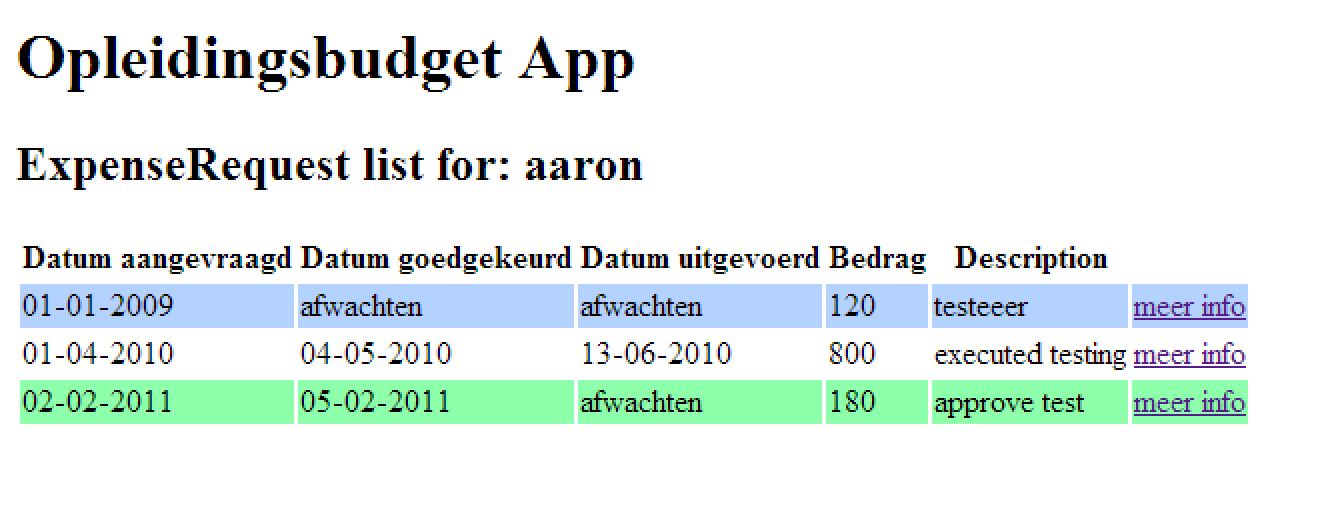 Opleidingsbudget App
ExpenseRequest list for: aaron
Datum aangevraagd Datum goedgekeurd Datum uitgevoerd Bedrag Description
01-01-2009 afwachten afwachten 120 testeeer meer info
01-04-2010 04-05-2010 13-06-2010 800 executed testing meer info
02-02-2011 05-02-2011 afwachten 180 approve test meer info